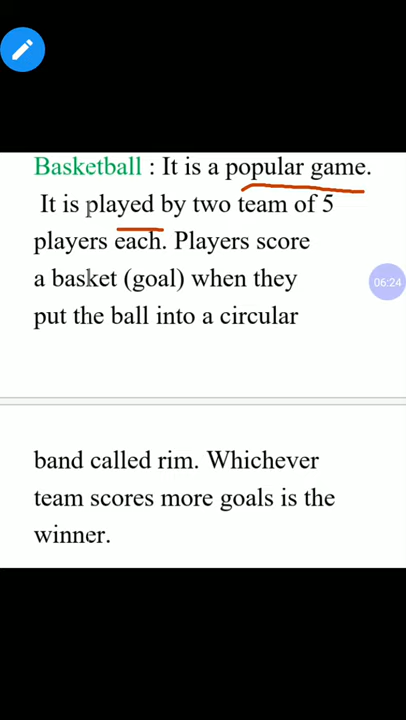 Basketball : It is a popular game.
It is played by two team of 5
players each. Players score
a basket (goal) when they
06:24
put the ball into a circular
band called rim. Whichever
team scores more goals is the
winner.